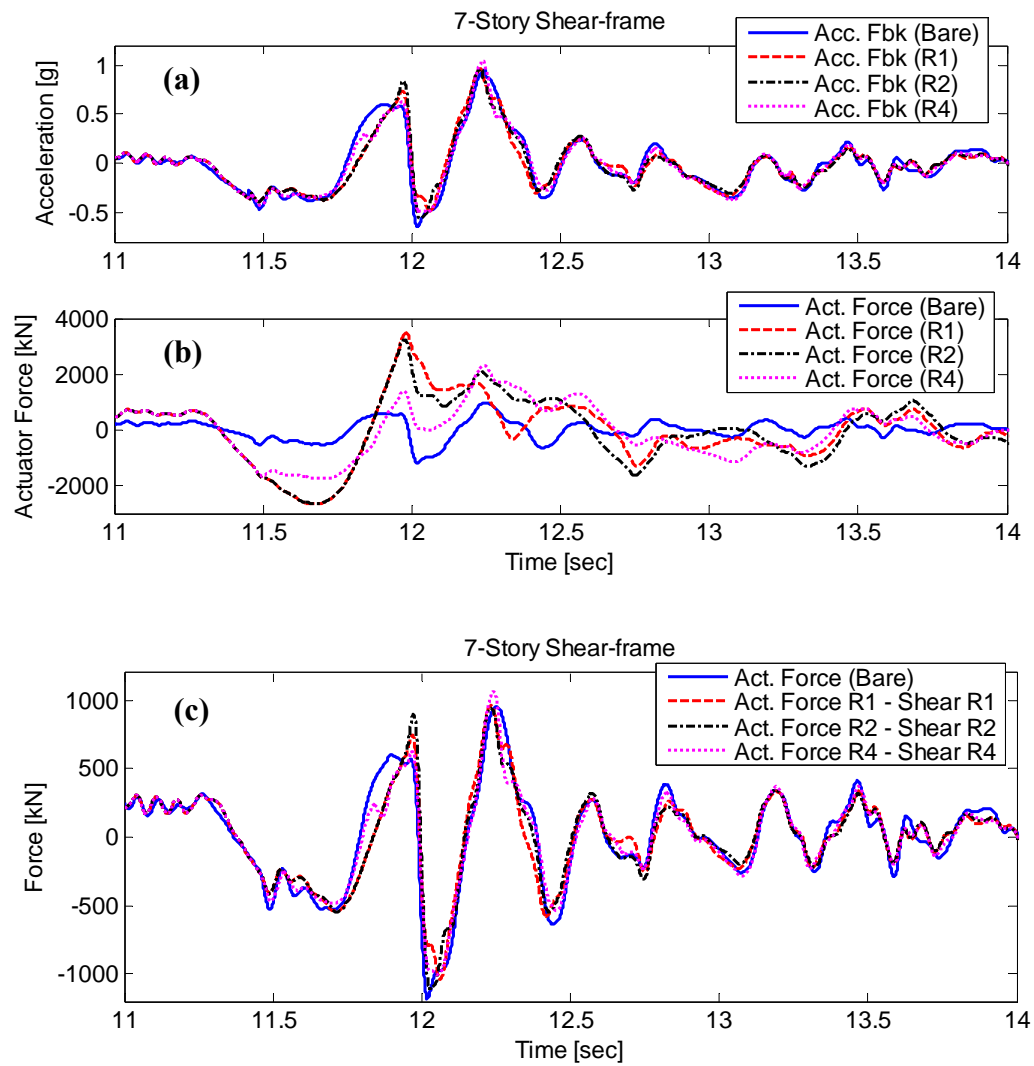 7-Story Shear-frame
Acceleration [g]
1
0.5
0
-0.5
(a)
Acc. Fbk (Bare)
Acc. Fbk (R1)
Acc. Fbk (R2)
Acc. Fbk (R4)
11 11.5 12 12.5 13 13.5 14
Actuator Force [kN]
4000
2000
0
-2000
(b)
Act. Force (Bare)
Act. Force (R1)
Act. Force (R2)
Act. Force (R4)
11 11.5 12 12.5 13 13.5 14
Time [sec]
7-Story Shear-frame
Force [kN]
1000
500
0
-500
-1000
(c)
Act. Force (Bare)
Act. Force R1 - Shear R1
Act. Force R2 - Shear R2
Act. Force R4 - Shear R4
11 11.5 12 12.5 13 13.5 14
Time [sec]